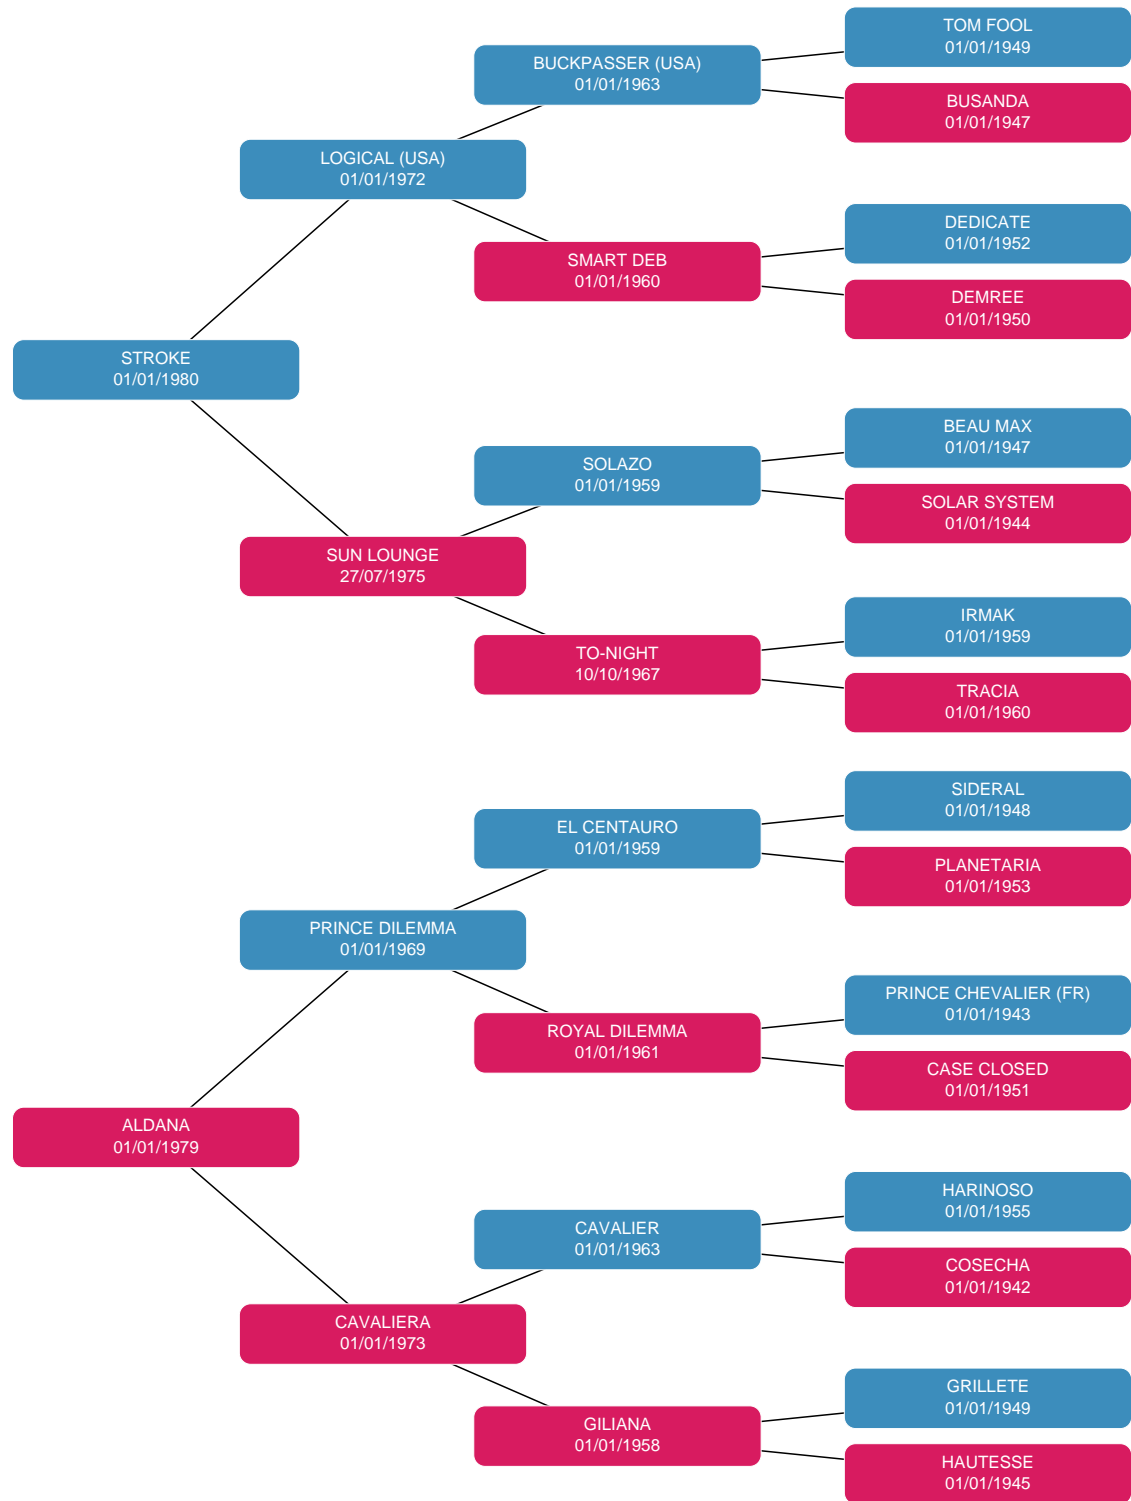 TOM FOOL
01/01/1949
BUCKPASSER (USA)
01/01/1963
BUSANDA
01/01/1947
LOGICAL (USA)
01/01/1972
DEDICATE
01/01/1952
SMART DEB
01/01/1960
DEMREE
01/01/1950
STROKE
01/01/1980
BEAU MAX
01/01/1947
SOLAZO
01/01/1959
SOLAR SYSTEM
01/01/1944
SUN LOUNGE
27/07/1975
IRMAK
01/01/1959
TO-NIGHT
10/10/1967
TRACIA
01/01/1960
SIDERAL
01/01/1948
EL CENTAURO
01/01/1959
PLANETARIA
01/01/1953
PRINCE DILEMMA
01/01/1969
PRINCE CHEVALIER (FR)
01/01/1943
ROYAL DILEMMA
01/01/1961
CASE CLOSED
01/01/1951
ALDANA
01/01/1979
HARINOSO
01/01/1955
CAVALIER
01/01/1963
COSECHA
01/01/1942
CAVALIERA
01/01/1973
GRILLETE
01/01/1949
GILIANA
01/01/1958
HAUTESSE
01/01/1945